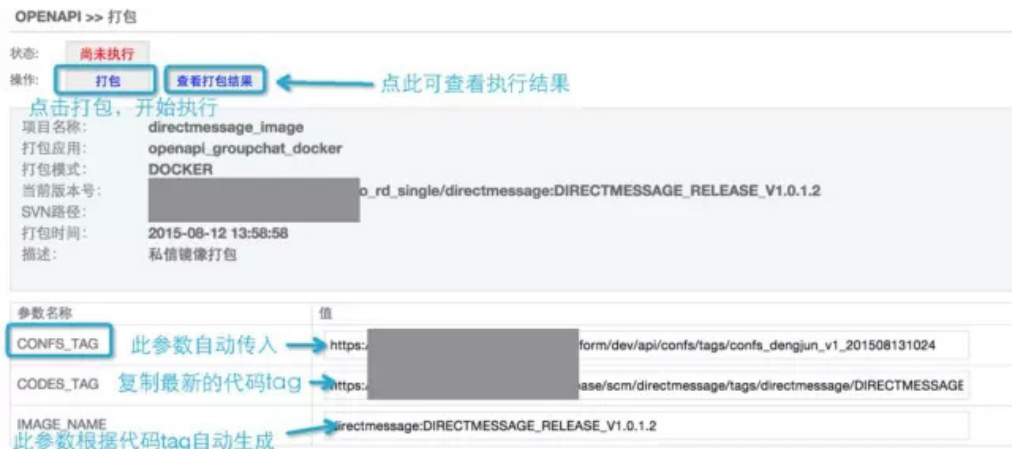 OPENAPI >> 打包
状态: 尚未执行
操作: 打包 查看打包结果 点此可查看执行结果
点击打包，开始执行
项目名称: directmessage_image
打包应用: openapi_groupchat_docker
打包模式: DOCKER
当前版本号: o_rd_single/directmessage:DIRECTMESSAGE_RELEASE_V1.0.1.2
SVN路径:
打包时间: 2015-08-12 13:58:58
描述: 私信镜像打包
参数名称 值
CONFS_TAG 此参数自动传入 https: form/dev/api/confs/tags/confs_dengjun_v1_201508131024
CODES_TAG 复制最新的代码tag https: ase/scm/directmessage/tags/directmessage/DIRECTMESSAGE
IMAGE_NAME directmessage:DIRECTMESSAGE_RELEASE_V1.0.1.2
此参数根据代码tag自动生成